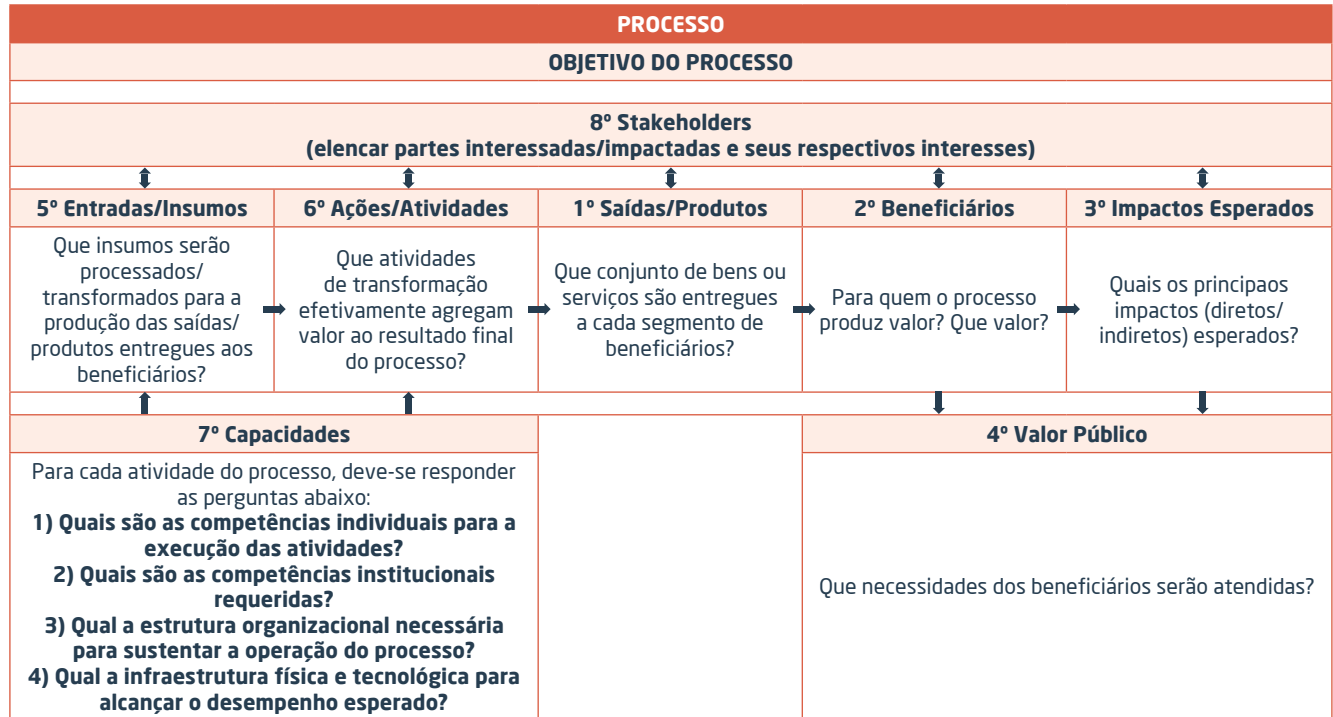 PROCESSO
OBJETIVO DO PROCESSO
8º Stakeholders
(elencar partes interessadas/impactadas e seus respectivos interesses)
5º Entradas/Insumos
6º Ações/Atividades
1º Saídas/Produtos
2º Beneficiários
3º Impactos Esperados
Que insumos serão
processados/
transformados para a
produção das saídas/
produtos entregues aos
beneficiários?
Que atividades
de transformação
efetivamente agregam
valor ao resultado final
do processo?
Que conjunto de bens ou
serviços são entregues
a cada segmento de
beneficiários?
Para quem o processo
produz valor? Que valor?
Quais os principaos
impactos (diretos/
indiretos) esperados?
7º Capacidades
4º Valor Público
Para cada atividade do processo, deve-se responder
as perguntas abaixo:
1) Quais são as competências individuais para a
execução das atividades?
2) Quais são as competências institucionais
requeridas?
3) Qual a estrutura organizacional necessária
para sustentar a operação do processo?
4) Qual a infraestrutura física e tecnológica para
alcançar o desempenho esperado?
Que necessidades dos beneficiários serão atendidas?